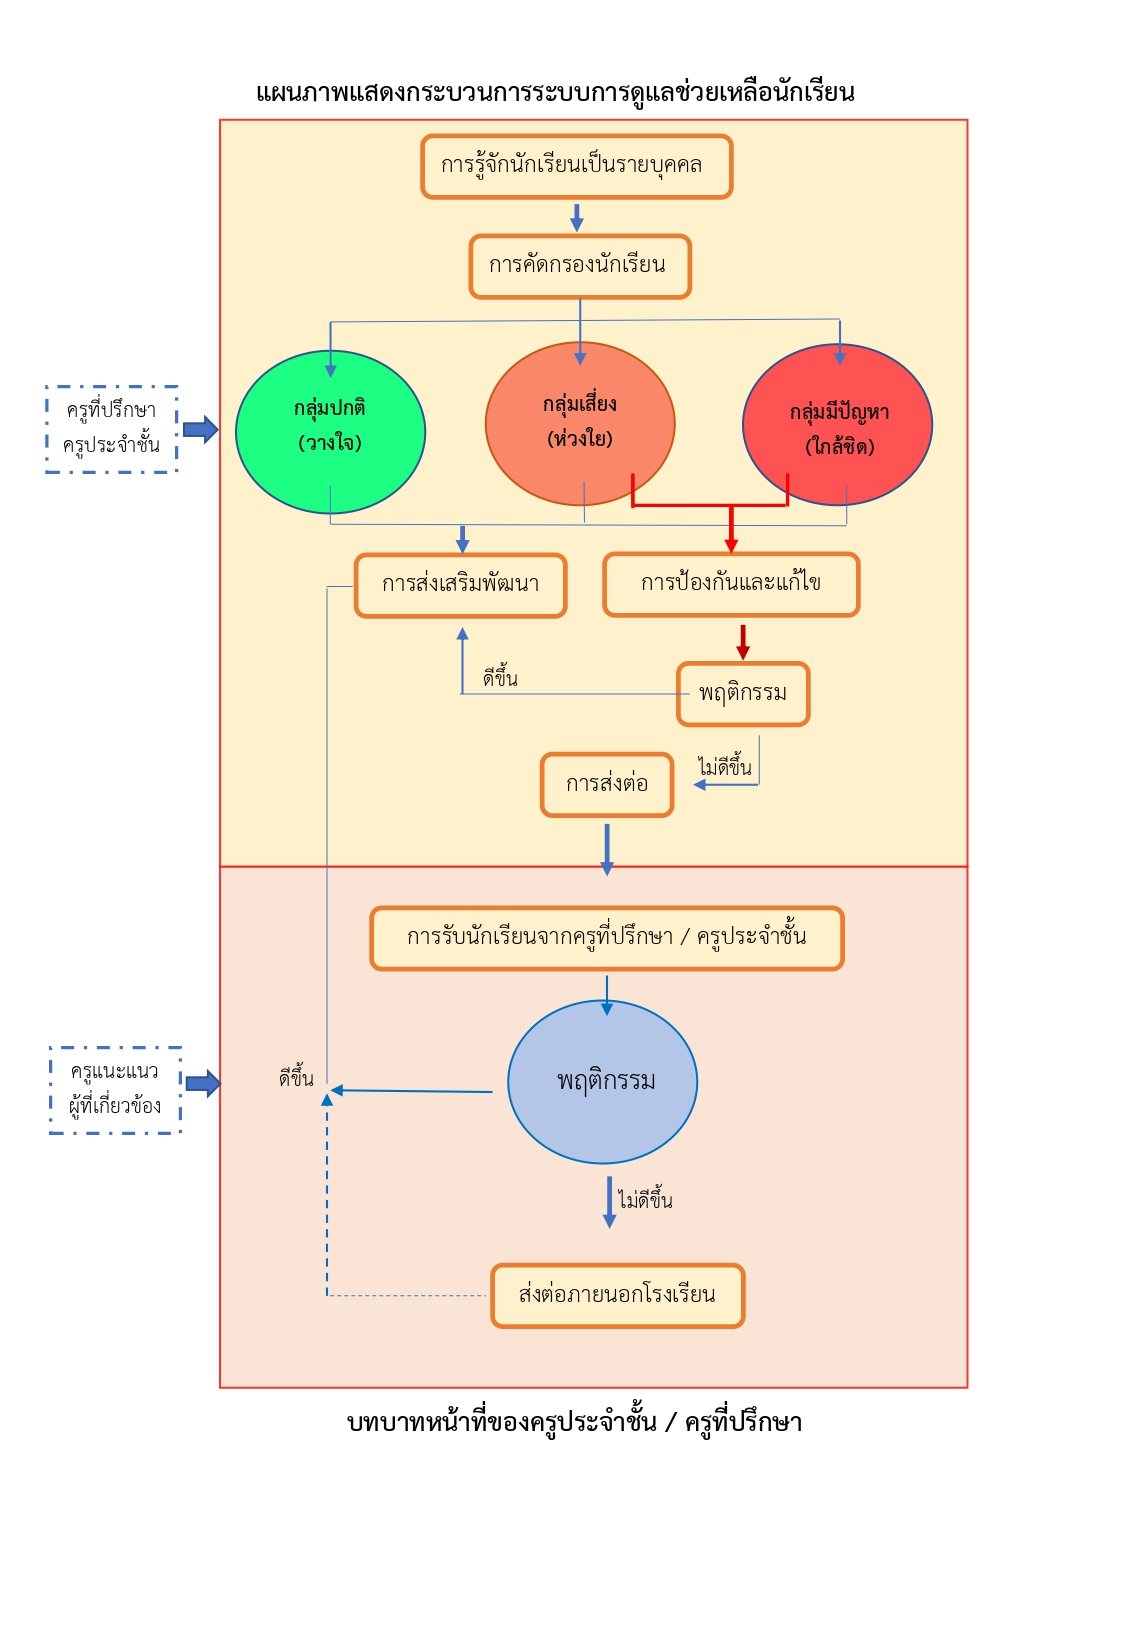 แผนภาพแสดงกระบวนการระบบการดูแลช่วยเหลือนักเรียน
การรู้จักนักเรียนเป็นรายบุคคล
การคัดกรองนักเรียน
ครูที่ปรึกษา
ครูประจำชั้น
กลุ่มปกติ
(วางใจ)
กลุ่มเสี่ยง
(ห่วงใย)
กลุ่มมีปัญหา
(ใกล้ชิด)
การส่งเสริมพัฒนา
การป้องกันและแก้ไข
ดีขึ้น
พฤติกรรม
ไม่ดีขึ้น
การส่งต่อ
การรับนักเรียนจากครูที่ปรึกษา / ครูประจำชั้น
ครูแนะแนว
ผู้ที่เกี่ยวข้อง
ดีขึ้น
พฤติกรรม
ไม่ดีขึ้น
ส่งต่อภายนอกโรงเรียน
บทบาทหน้าที่ของครูประจำชั้น / ครูที่ปรึกษา